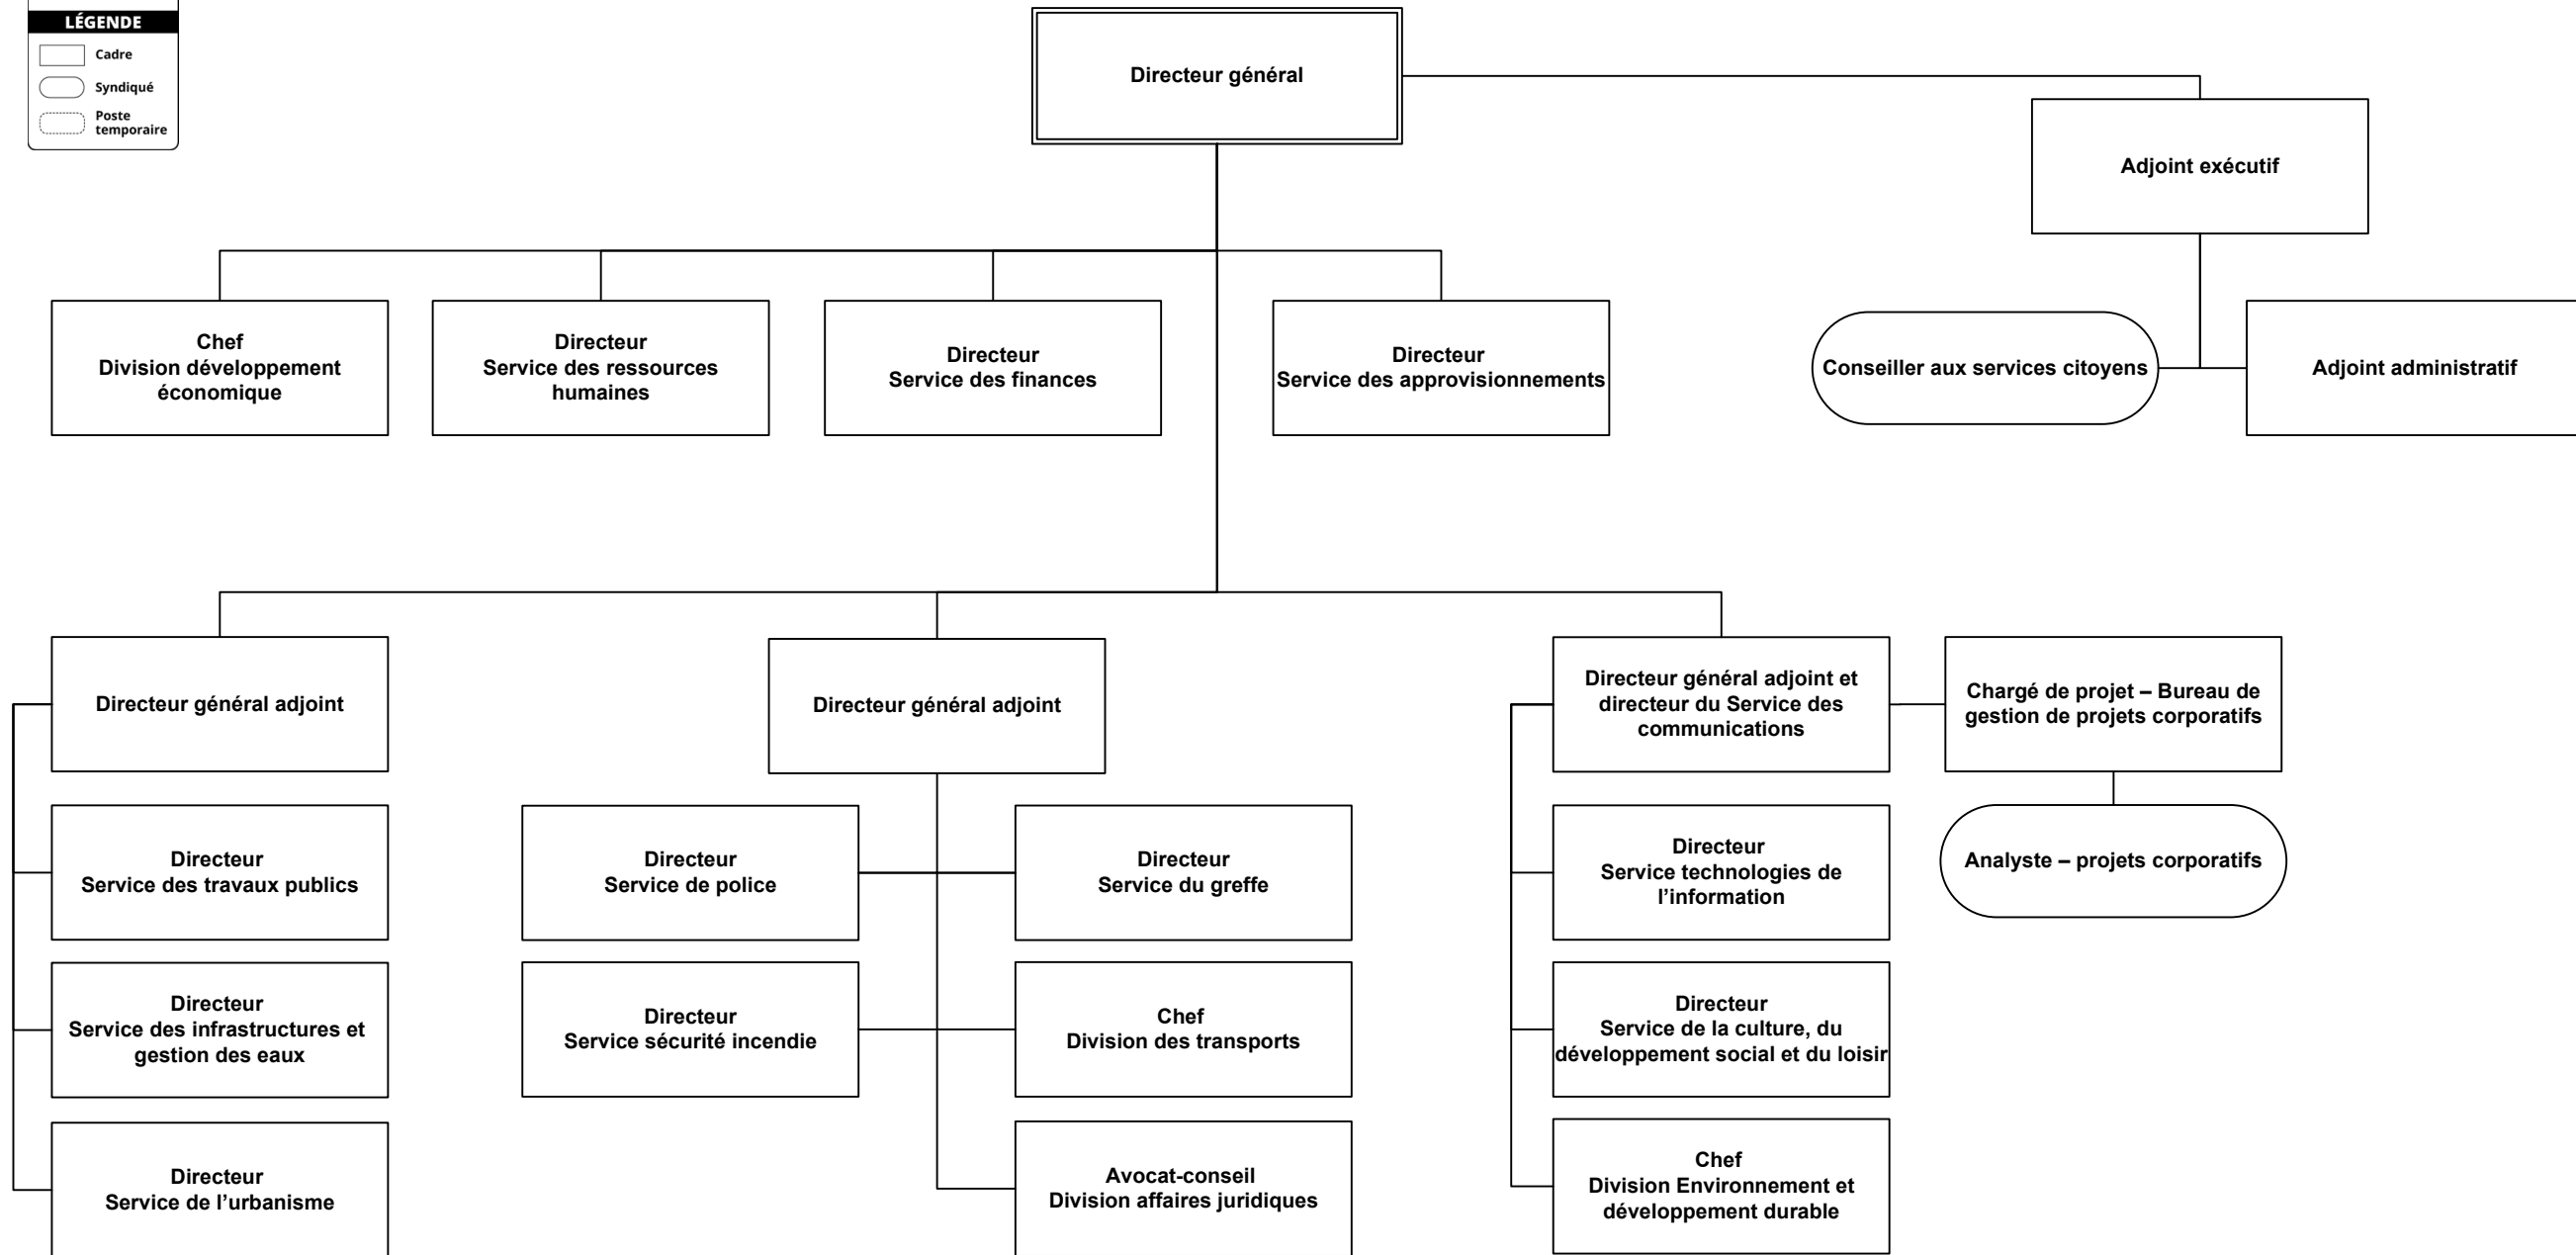 LÉGENDE
Cadre
Syndiqué
Poste
temporaire
Directeur général
Adjoint exécutif
Chef
Division développement
économique
Directeur
Service des ressources
humaines
Directeur
Service des finances
Directeur
Service des approvisionnements
Conseiller aux services citoyens
Adjoint administratif
Directeur général adjoint
Directeur général adjoint
Directeur général adjoint et
directeur du Service des
communications
Chargé de projet – Bureau de
gestion de projets corporatifs
Directeur
Service des travaux publics
Directeur
Service de police
Directeur
Service du greffe
Directeur
Service technologies de
l’information
Analyste – projets corporatifs
Directeur
Service des infrastructures et
gestion des eaux
Directeur
Service sécurité incendie
Chef
Division des transports
Directeur
Service de la culture, du
développement social et du loisir
Directeur
Service de l’urbanisme
Avocat-conseil
Division affaires juridiques
Chef
Division Environnement et
développement durable